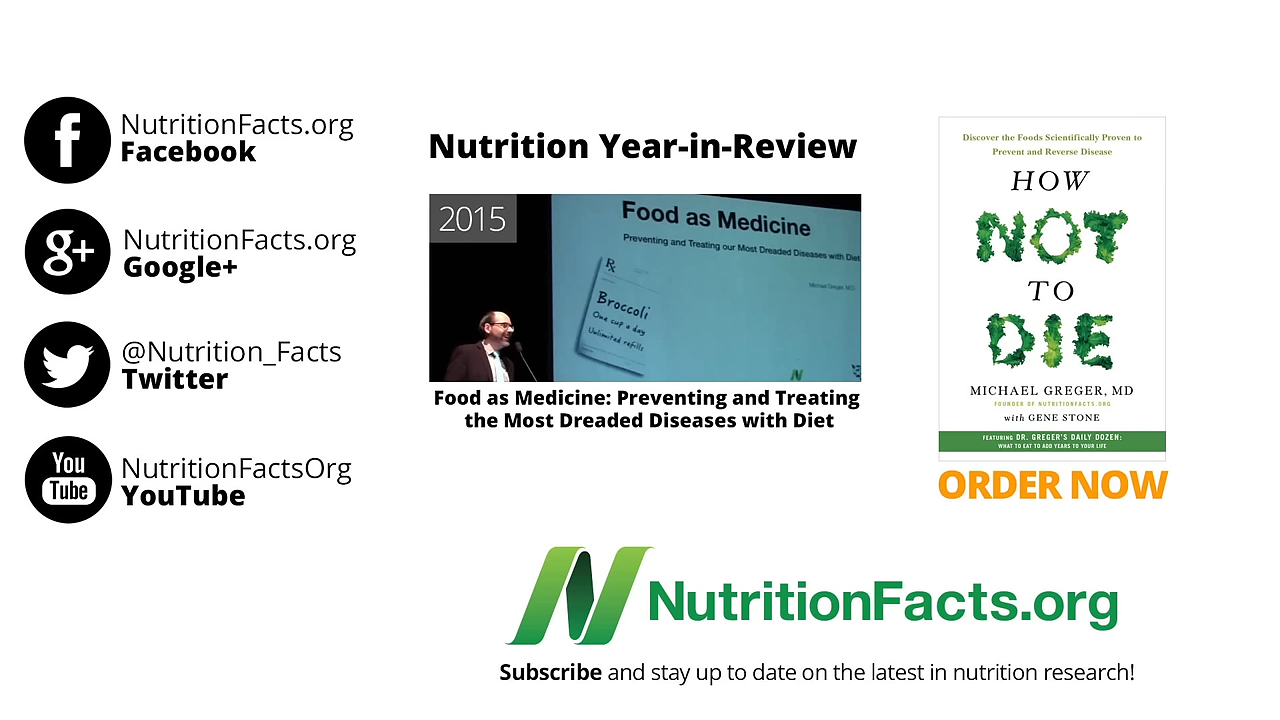 NutritionFacts.org
Facebook
g+
NutritionFacts.org
Google+
@Nutrition_Facts
Twitter
You
Tube
NutritionFactsOrg
YouTube
Nutrition Year-in-Review
2015
Food as Medicine
Preventing and Treating our Most Dreaded Diseases with Diet
Michael Greger, MD
Rx
Broccoli
One cup a day
Unlimited refills
Food as Medicine: Preventing and Treating
the Most Dreaded Diseases with Diet
Discover the Foods Scientifically Proven to
Prevent and Reverse Disease
HOW
NOT
TO
DIE
MICHAEL GREGER, MD
FOUNDER OF NUTRITIONFACTS.ORG
with GENE STONE
FEATURING DR. GREGER'S DAILY DOZEN:
WHAT TO EAT TO ADD YEARS TO YOUR LIFE
ORDER NOW
NutritionFacts.org
Subscribe and stay up to date on the latest in nutrition research!